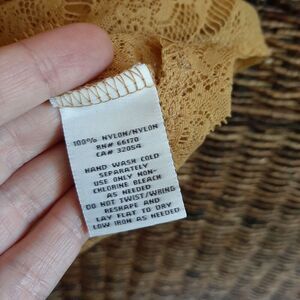 100% NYLON/NYLON
RN# 66170
CA# 32054
HAND WASH COLD
SEPARATELY
USE ONLY NON-
CHLORINE BLEACH
AS NEEDED
DO NOT TWIST/WRING
RESHAPE AND
LAY FLAT TO DRY
LOW IRON AS NEEDED